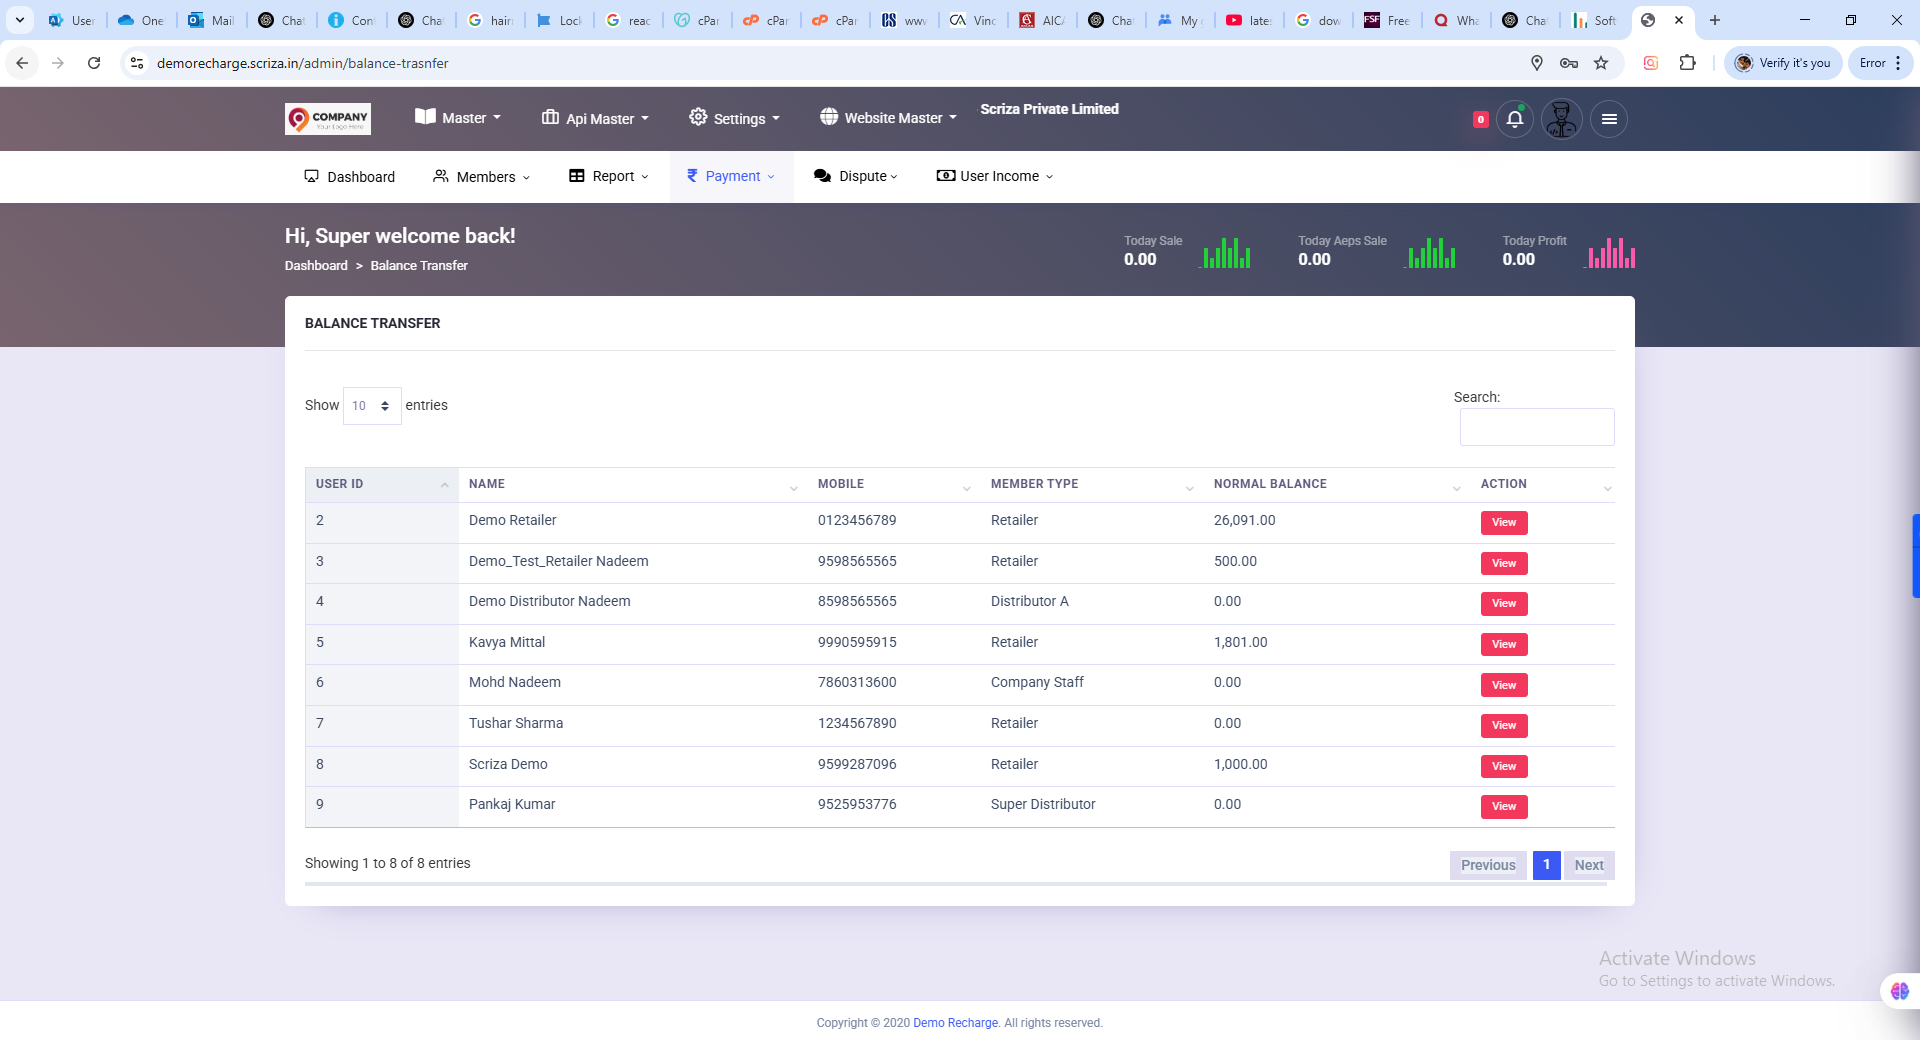 User
One
Mail
Chat
Con
Chat
hair
Lock
reac
cPar
cPar
cPar
www
Vinc
AICA
Chat
My
late
dow
Free
Wha
Chat
Soft
demorecharge.scriza.in/admin/balance-trasnfer
Verify it's you
Error
COMPANY
Your Logo Here
Master
Api Master
Settings
Website Master
Scriza Private Limited
0
Dashboard
Members
Report
Payment
Dispute
User Income
Hi, Super welcome back!
Dashboard > Balance Transfer
Today Sale
0.00
Today Aeps Sale
0.00
Today Profit
0.00
BALANCE TRANSFER
Show 10 entries
Search:
USER ID NAME MOBILE MEMBER TYPE NORMAL BALANCE ACTION
2 Demo Retailer 0123456789 Retailer 26,091.00 View
3 Demo_Test_Retailer Nadeem 9598565565 Retailer 500.00 View
4 Demo Distributor Nadeem 8598565565 Distributor A 0.00 View
5 Kavya Mittal 9990595915 Retailer 1,801.00 View
6 Mohd Nadeem 7860313600 Company Staff 0.00 View
7 Tushar Sharma 1234567890 Retailer 0.00 View
8 Scriza Demo 9599287096 Retailer 1,000.00 View
9 Pankaj Kumar 9525953776 Super Distributor 0.00 View
Showing 1 to 8 of 8 entries
Previous 1 Next
Activate Windows
Go to Settings to activate Windows.
Copyright © 2020 Demo Recharge. All rights reserved.